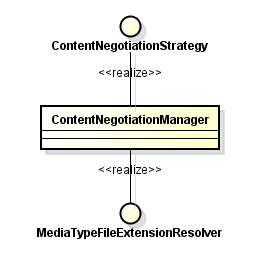 ContentNegotiationStrategy
<<realize>>
ContentNegotiationManager
<<realize>>
MediaTypeFileExtensionResolver